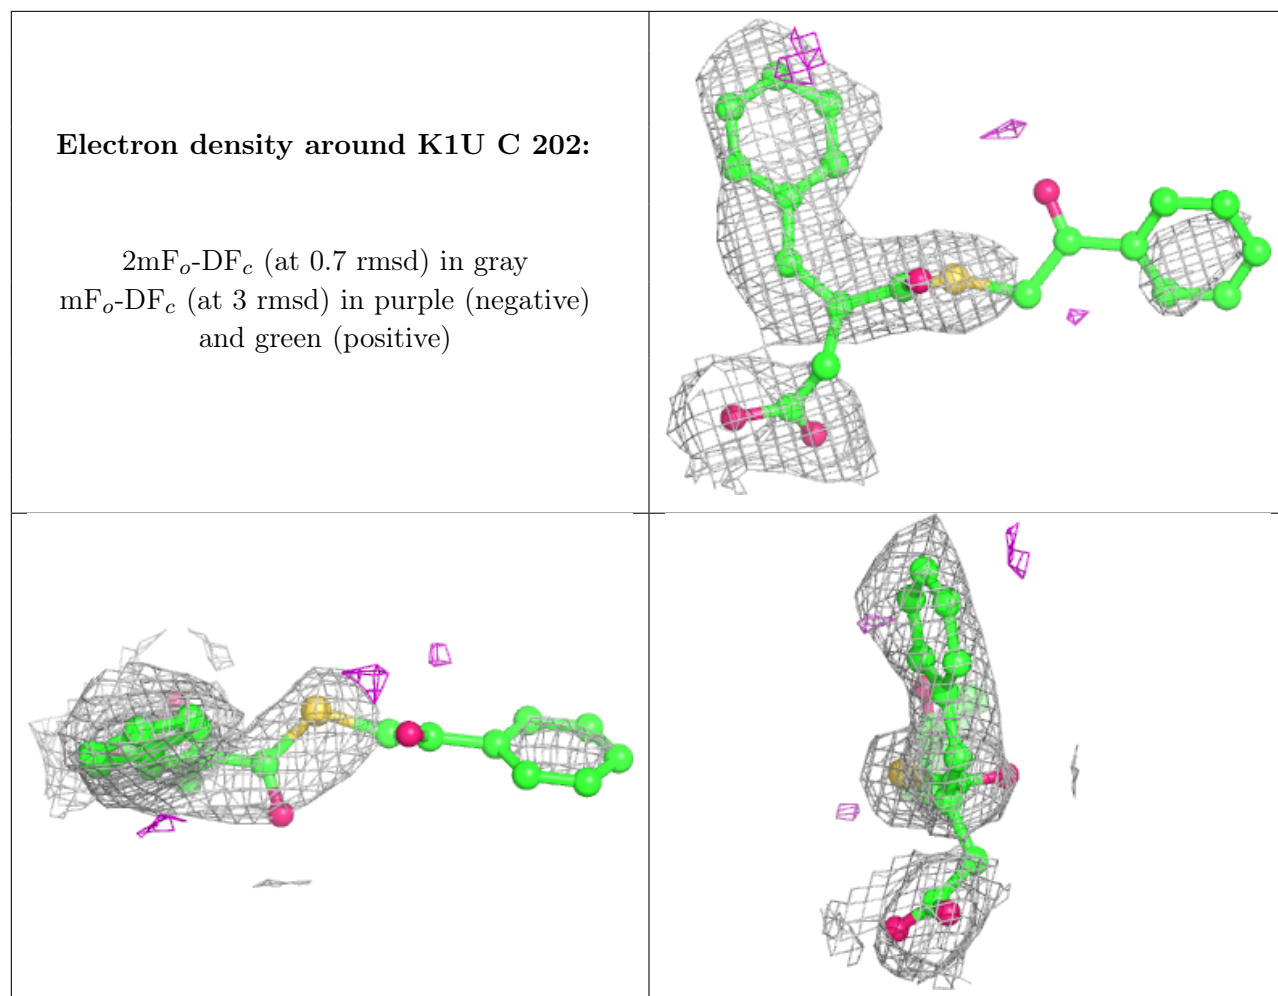 Electron density around K1U C 202:
2mFₒ-DF𝒸 (at 0.7 rmsd) in gray
mFₒ-DF𝒸 (at 3 rmsd) in purple (negative)
and green (positive)